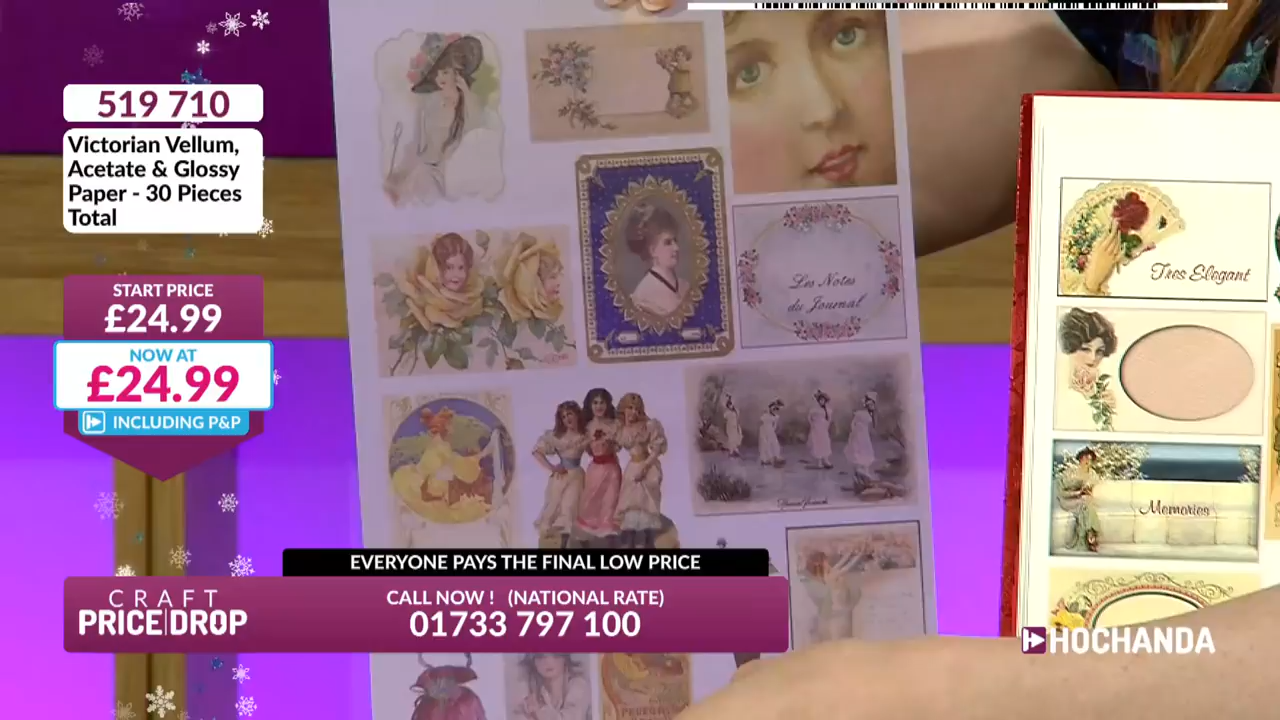 519 710
Victorian Vellum,
Acetate & Glossy
Paper - 30 Pieces
Total
START PRICE
£24.99
NOW AT
£24.99
INCLUDING P&P
EVERYONE PAYS THE FINAL LOW PRICE
CRAFT
PRICE DROP
CALL NOW ! (NATIONAL RATE)
01733 797 100
Les Notes
du Journal
Tres Elegant
Memories
HOCHANDA